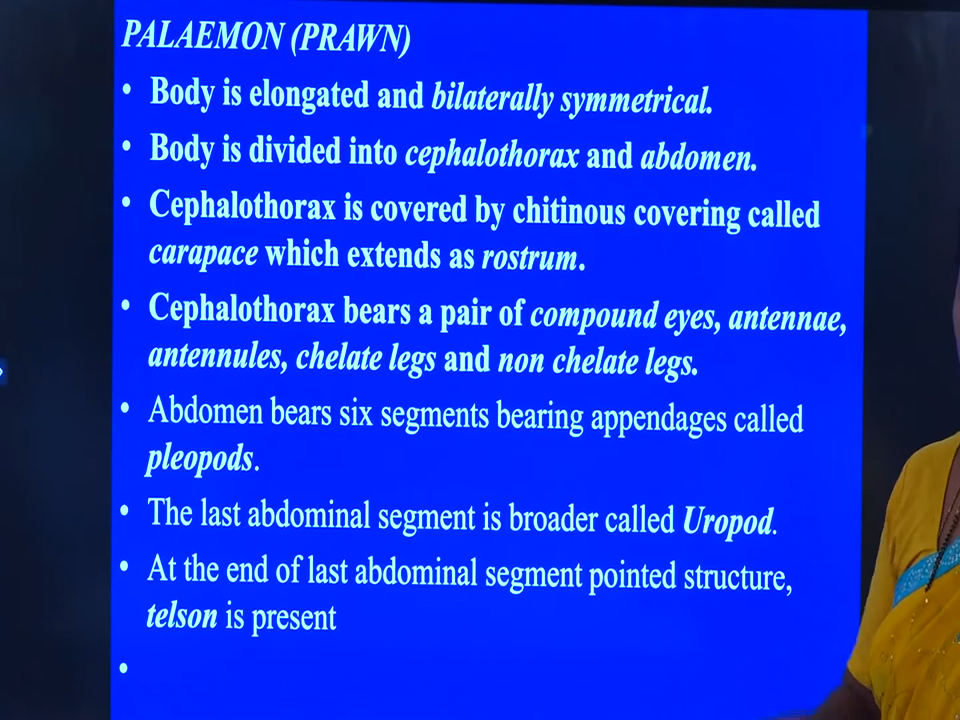 PALAEMON (PRAWN)
• Body is elongated and bilaterally symmetrical.
• Body is divided into cephalothorax and abdomen.
• Cephalothorax is covered by chitinous covering called
carapace which extends as rostrum.
• Cephalothorax bears a pair of compound eyes, antennae,
antennules, chelate legs and non chelate legs.
• Abdomen bears six segments bearing appendages called
pleopods.
• The last abdominal segment is broader called Uropod.
• At the end of last abdominal segment pointed structure,
telson is present
•